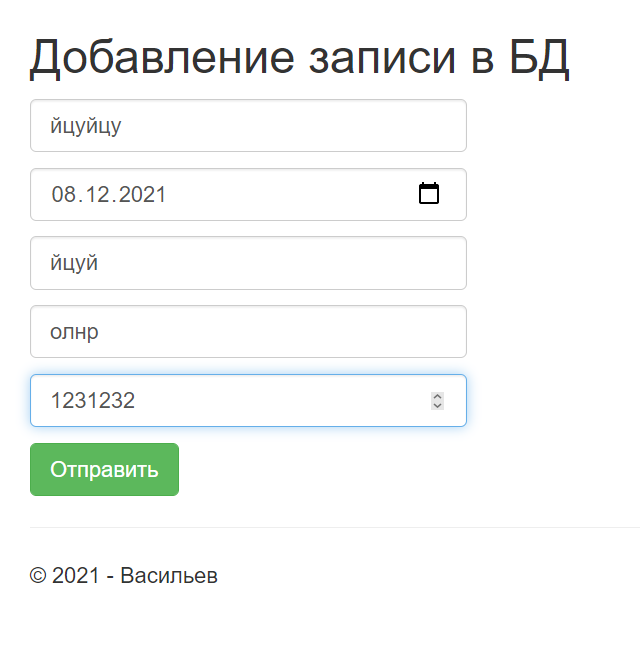 Добавление записи в БД
йцуйцу
08.12.2021
йцуй
олнр
1231232
Отправить
© 2021 - Васильев